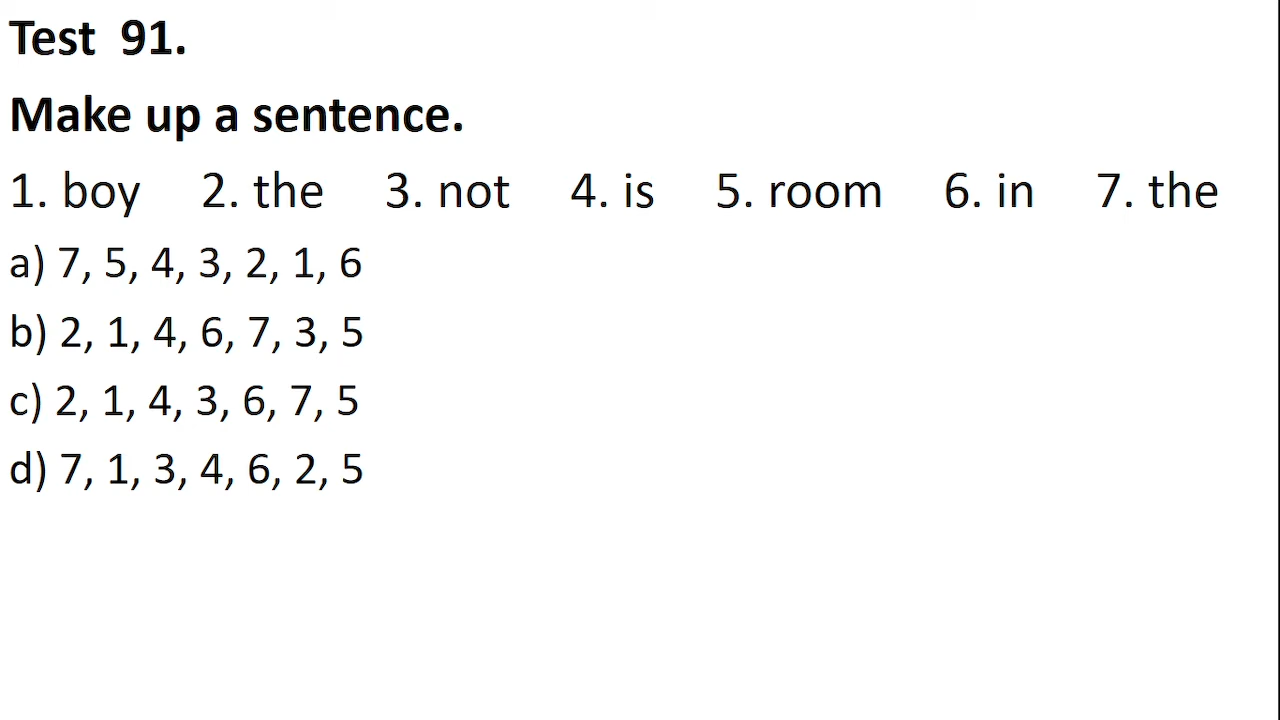 Test 91.
Make up a sentence.
1. boy 2. the 3. not 4. is 5. room 6. in 7. the
a) 7, 5, 4, 3, 2, 1, 6
b) 2, 1, 4, 6, 7, 3, 5
c) 2, 1, 4, 3, 6, 7, 5
d) 7, 1, 3, 4, 6, 2, 5